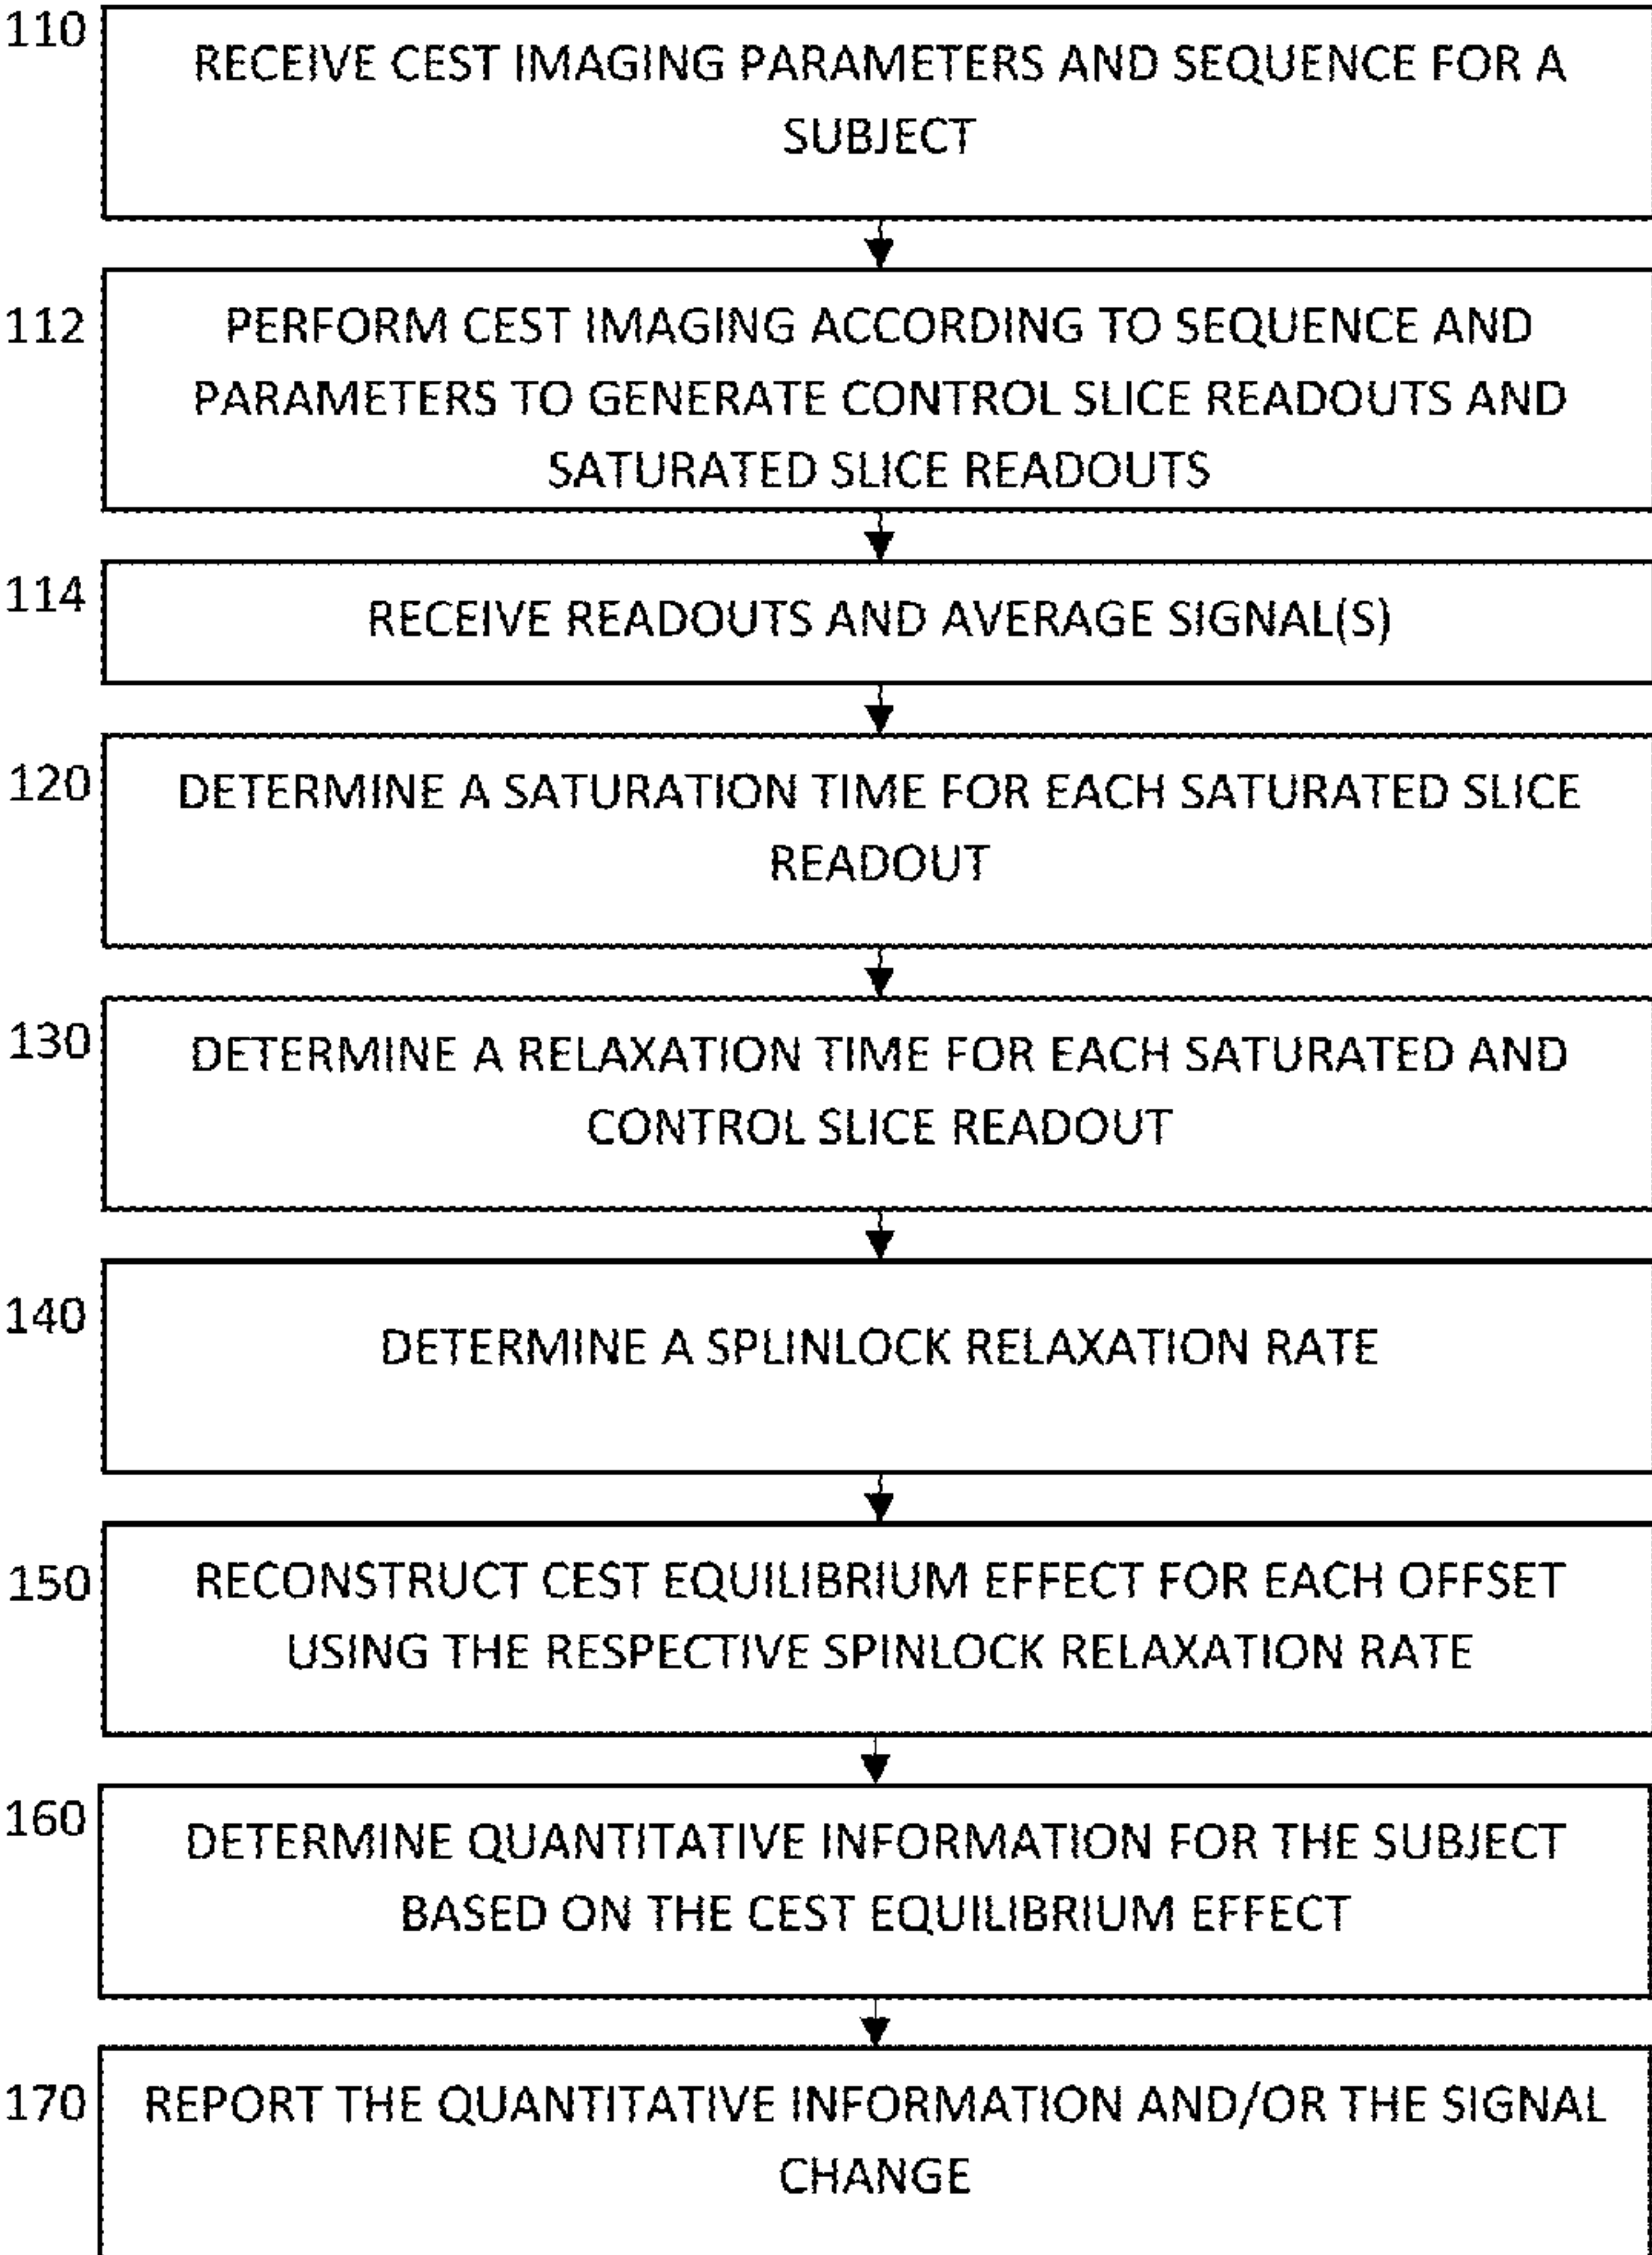 110
RECEIVE CEST IMAGING PARAMETERS AND SEQUENCE FOR A
SUBJECT
112
PERFORM CEST IMAGING ACCORDING TO SEQUENCE AND
PARAMETERS TO GENERATE CONTROL SLICE READOUTS AND
SATURATED SLICE READOUTS
114
RECEIVE READOUTS AND AVERAGE SIGNAL(S)
120
DETERMINE A SATURATION TIME FOR EACH SATURATED SLICE
READOUT
130
DETERMINE A RELAXATION TIME FOR EACH SATURATED AND
CONTROL SLICE READOUT
140
DETERMINE A SPLINLOCK RELAXATION RATE
150
RECONSTRUCT CEST EQUILIBRIUM EFFECT FOR EACH OFFSET
USING THE RESPECTIVE SPINLOCK RELAXATION RATE
160
DETERMINE QUANTITATIVE INFORMATION FOR THE SUBJECT
BASED ON THE CEST EQUILIBRIUM EFFECT
170
REPORT THE QUANTITATIVE INFORMATION AND/OR THE SIGNAL
CHANGE